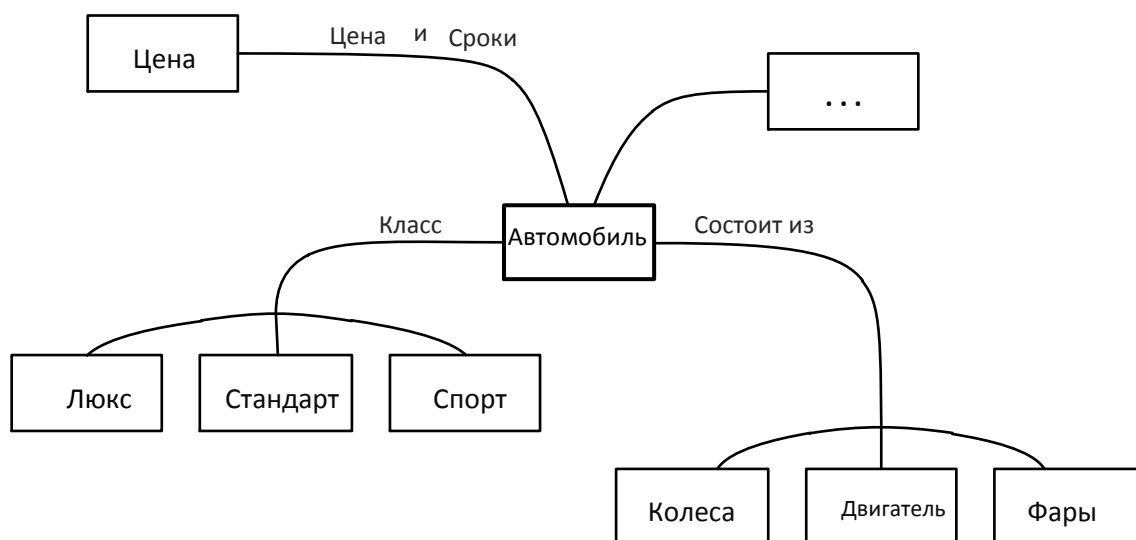 Цена
Цена и Сроки
...
Класс
Автомобиль
Состоит из
Люкс
Стандарт
Спорт
Колеса
Двигатель
Фары